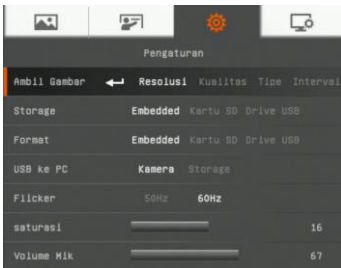 Pengaturan
Ambil Gambar Resolusi Kualitas Tipe Interval
Storage Embedded Kartu SD Drive USB
Format Embedded Kartu SD Drive USB
USB ke PC Kamera Storage
Flicker 50Hz 60Hz
saturasi 16
Volume Mik 67